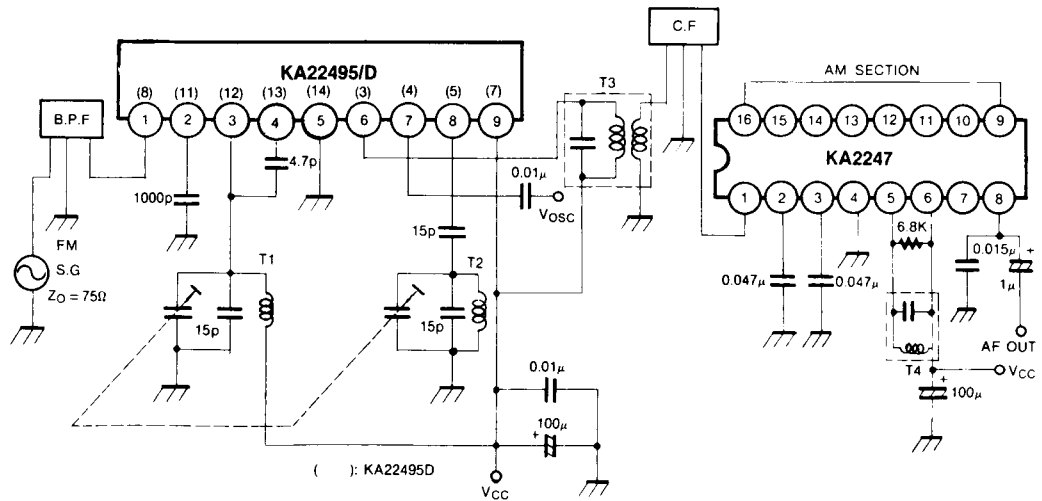 C.F
KA22495/D
(8) (11) (12) (13) (14) (3) (4) (5) (7)
1 2 3 4 5 6 7 8 9
B.P.F
T3
AM SECTION
16 15 14 13 12 11 10 9
KA2247
1 2 3 4 5 6 7 8
4.7p
1000p
0.01μ
VOSC
15p
6.8K
FM
S.G
ZO = 75Ω
T1
T2
15p
15p
0.047μ
0.047μ
0.015μ
+
1μ
AF OUT
T4
VCC
+
100μ
0.01μ
100μ
+
( ): KA22495D
VCC